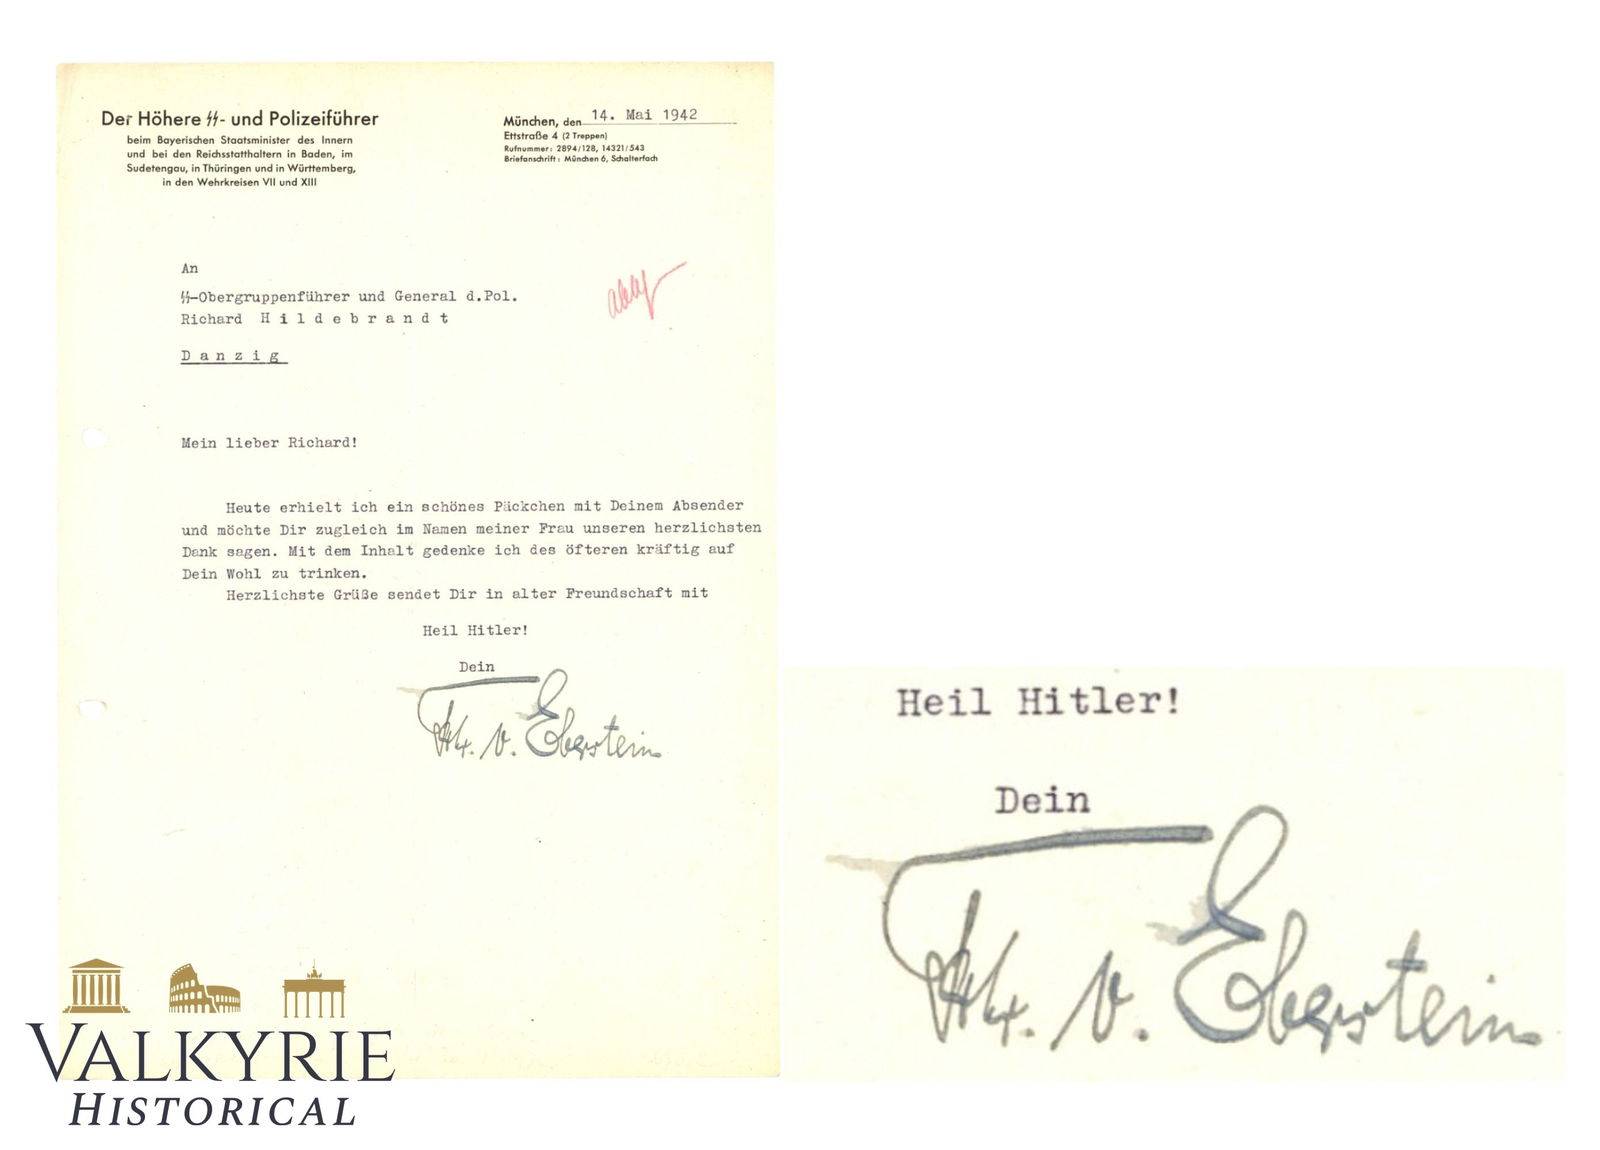 Der Höhere ᛋᛋ- und Polizeiführer
beim Bayerischen Staatsminister des Innern
und bei den Reichsstatthaltern in Baden, im
Sudetengau, in Thüringen und in Württemberg,
in den Wehrkreisen VII und XIII
München, den 14. Mai 1942
Ettstraße 4 (2 Treppen)
Rufnummer: 2894/128, 14321/543
Briefanschrift: München 6, Schalterfach
An
ᛋᛋ-Obergruppenführer und General d.Pol.
Richard Hildebrandt
Danzig
Mein lieber Richard!
Heute erhielt ich ein schönes Päckchen mit Deinem Absender
und möchte Dir zugleich im Namen meiner Frau unseren herzlichsten
Dank sagen. Mit dem Inhalt gedenke ich des öfteren kräftig auf
Dein Wohl zu trinken.
Herzlichste Grüße sendet Dir in alter Freundschaft mit
Heil Hitler!
Dein
v. Eberstein
Heil Hitler!
Dein
v. Eberstein
VALKYRIE
HISTORICAL